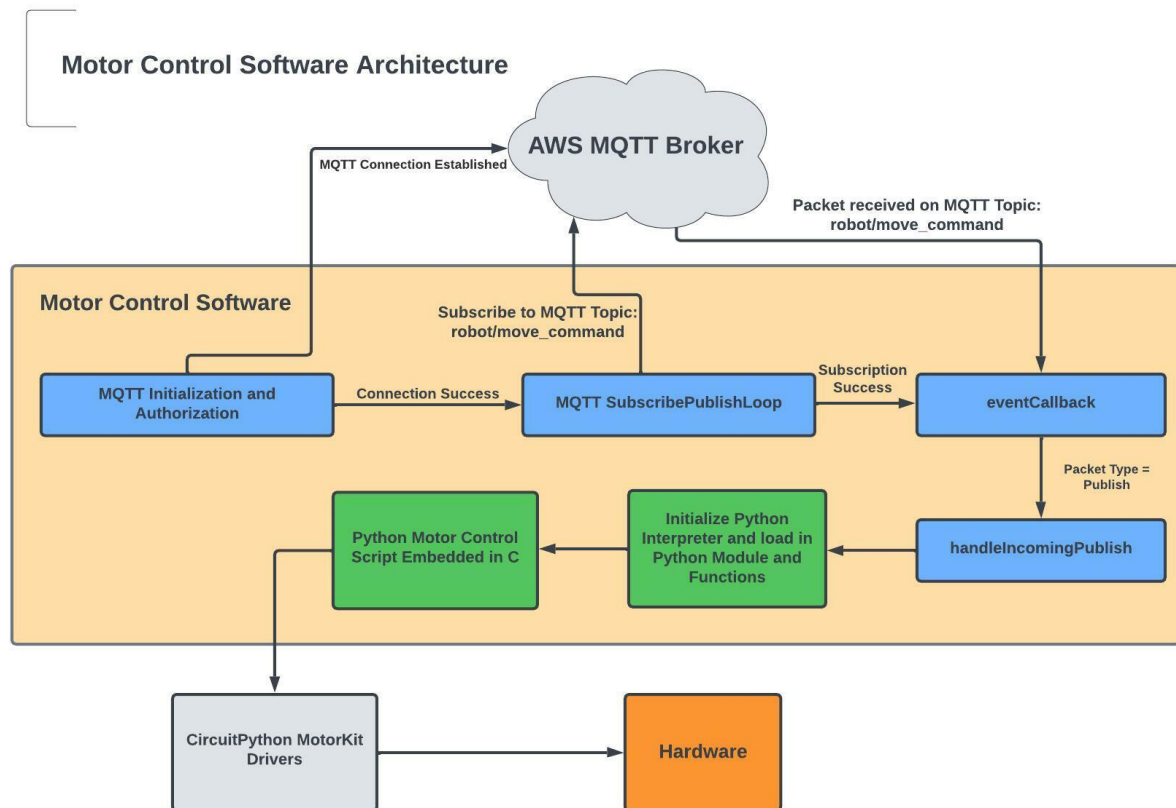 Motor Control Software Architecture
AWS MQTT Broker
MQTT Connection Established
Packet received on MQTT Topic:
robot/move_command
Motor Control Software
Subscribe to MQTT Topic:
robot/move_command
MQTT Initialization and
Authorization
Connection Success
MQTT SubscribePublishLoop
Subscription
Success
eventCallback
Packet Type =
Publish
handleIncomingPublish
Initialize Python
Interpreter and load in
Python Module and
Functions
Python Motor Control
Script Embedded in C
CircuitPython MotorKit
Drivers
Hardware